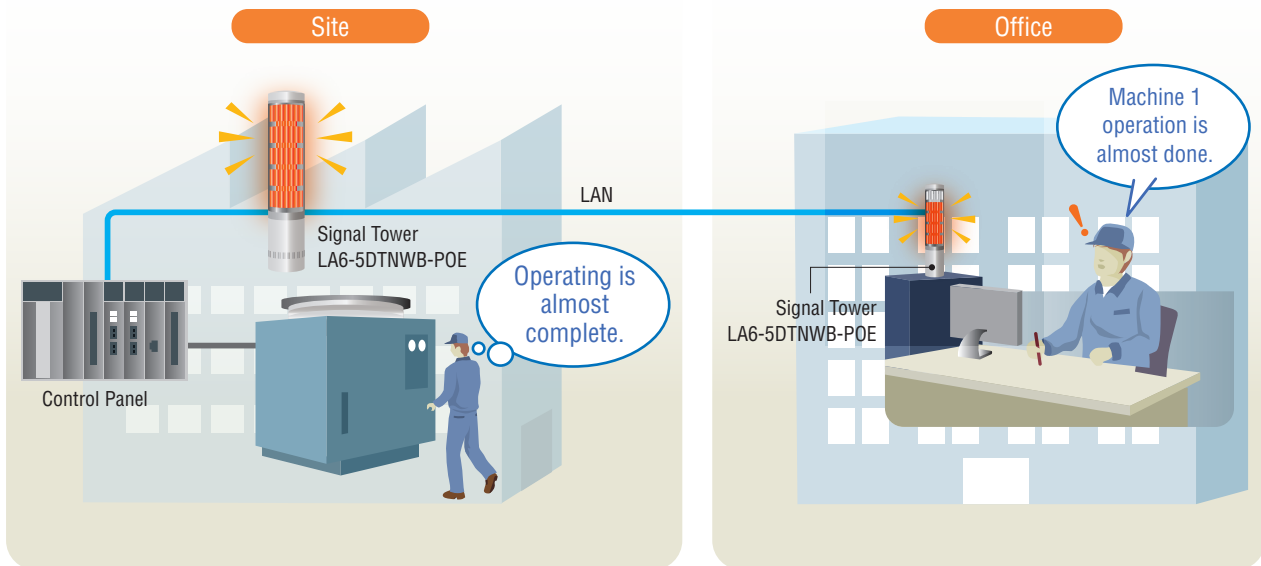 Site
Office
Machine 1
operation is
almost done.
LAN
Signal Tower
LA6-5DTNWB-POE
Operating is
almost
complete.
Signal Tower
LA6-5DTNWB-POE
Control Panel